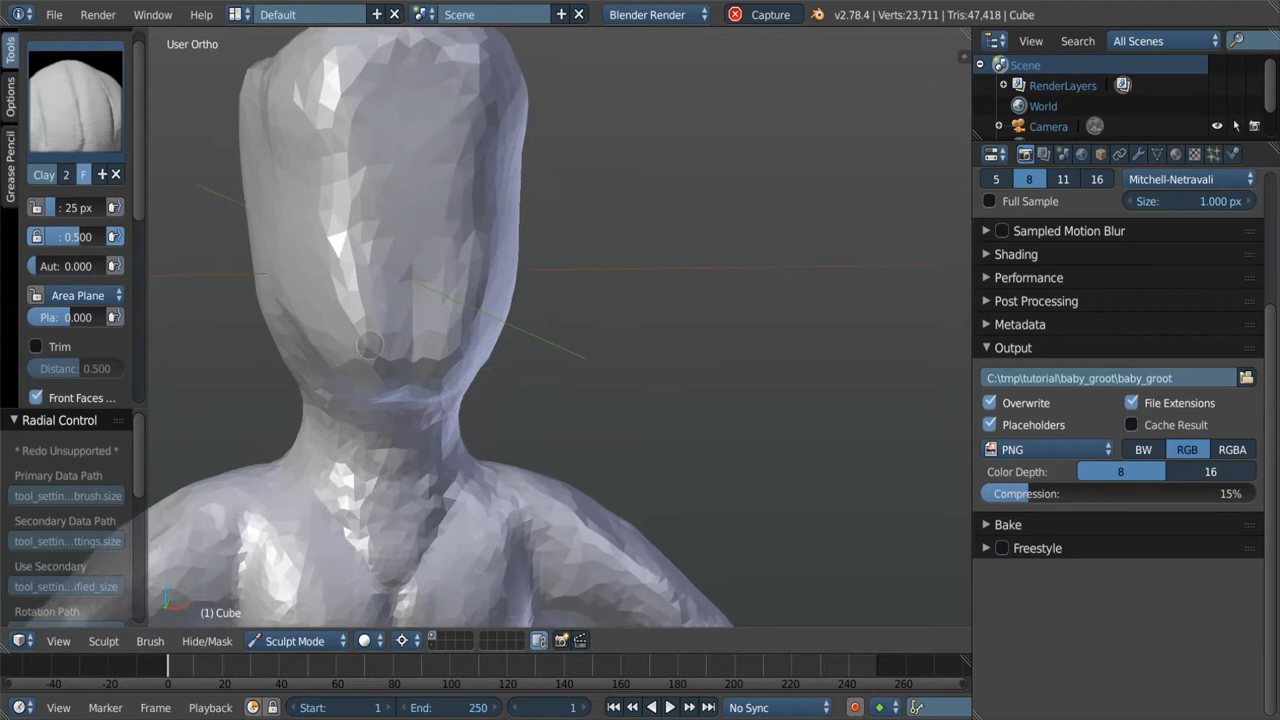 File Render Window Help Default Scene Blender Render Capture v2.78.4 | Verts:23,711 | Tris:47,418 | Cube
Tools
Options
Grease Pencil
User Ortho
Clay 2 F
: 25 px
: 0.500
Aut: 0.000
Area Plane
Pla: 0.000
Trim
Distanc: 0.500
Front Faces ...
Radial Control
* Redo Unsupported *
Primary Data Path
tool_settin...brush.size
Secondary Data Path
tool_settin...ttings.size
Use Secondary
tool_settin...ified_size
Rotation Path
(1) Cube
View Sculpt Brush Hide/Mask Sculpt Mode
-40 -20 0 20 40 60 80 100 120 140 160 180 200 220 240 260
View Marker Frame Playback Start: 1 End: 250 1 No Sync
View Search All Scenes
Scene
RenderLayers
World
Camera
5 8 11 16 Mitchell-Netravali
Full Sample Size: 1.000 px
Sampled Motion Blur
Shading
Performance
Post Processing
Metadata
Output
C:\tmp\tutorial\baby_groot\baby_groot
Overwrite File Extensions
Placeholders Cache Result
PNG BW RGB RGBA
Color Depth: 8 16
Compression: 15%
Bake
Freestyle